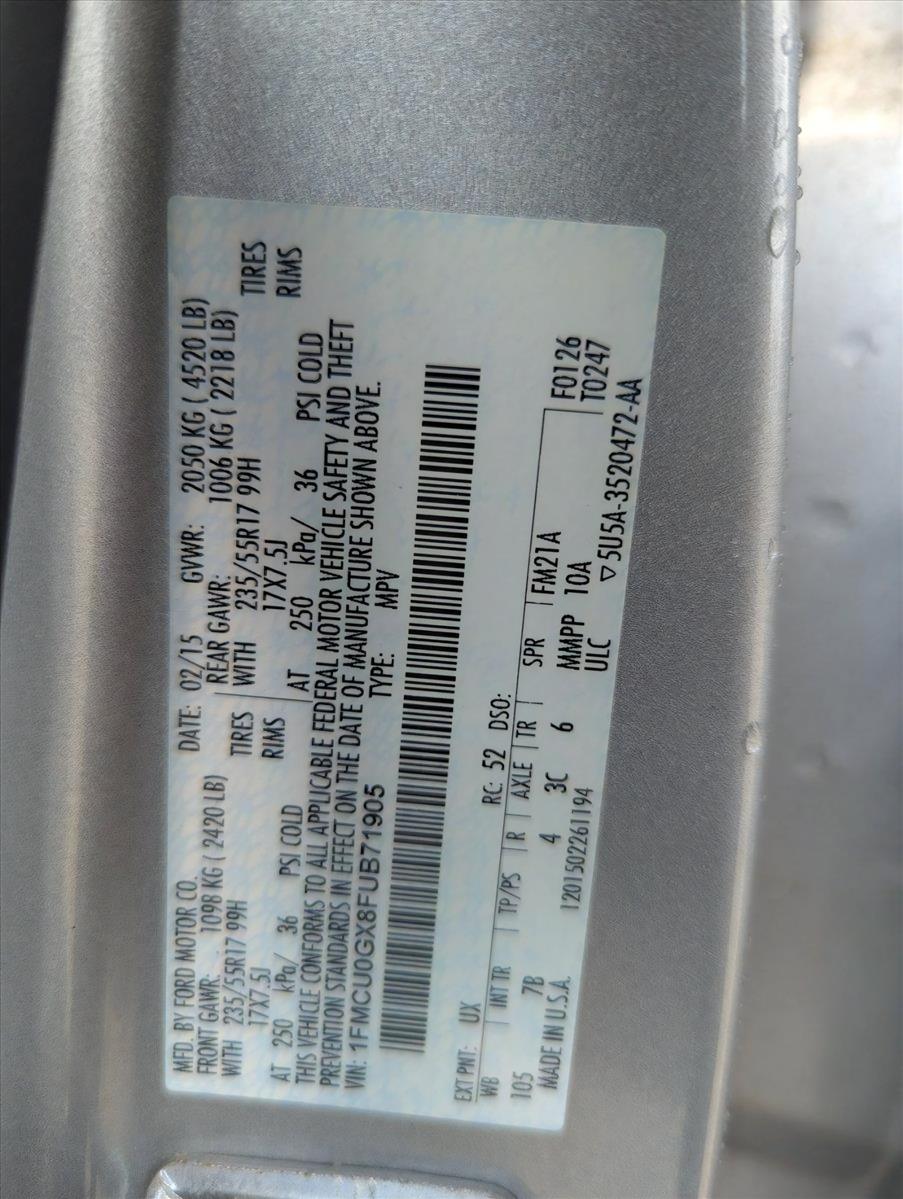 MFD. BY FORD MOTOR CO.
DATE: 02/15 GVWR: 2050 KG ( 4520 LB)
FRONT GAWR: 1098 KG ( 2420 LB)
REAR GAWR: 1006 KG ( 2218 LB)
WITH 235/55R17 99H TIRES
WITH 235/55R17 99H TIRES
17X7.5J RIMS
17X7.5J RIMS
AT 250 kPa/ 36 PSI COLD
AT 250 kPa/ 36 PSI COLD
THIS VEHICLE CONFORMS TO ALL APPLICABLE FEDERAL MOTOR VEHICLE SAFETY AND THEFT
PREVENTION STANDARDS IN EFFECT ON THE DATE OF MANUFACTURE SHOWN ABOVE.
VIN: 1FMCU0GX8FUB71905 TYPE: MPV
EXT PNT: UX RC: 52 DSO:
WB INT TR TP/PS R AXLE TR SPR FM21A F0126
105 7B 4 3C 6 MMPP 10A T0247
MADE IN U.S.A. 1201502261194 ULC ▽5U5A-3520472-AA